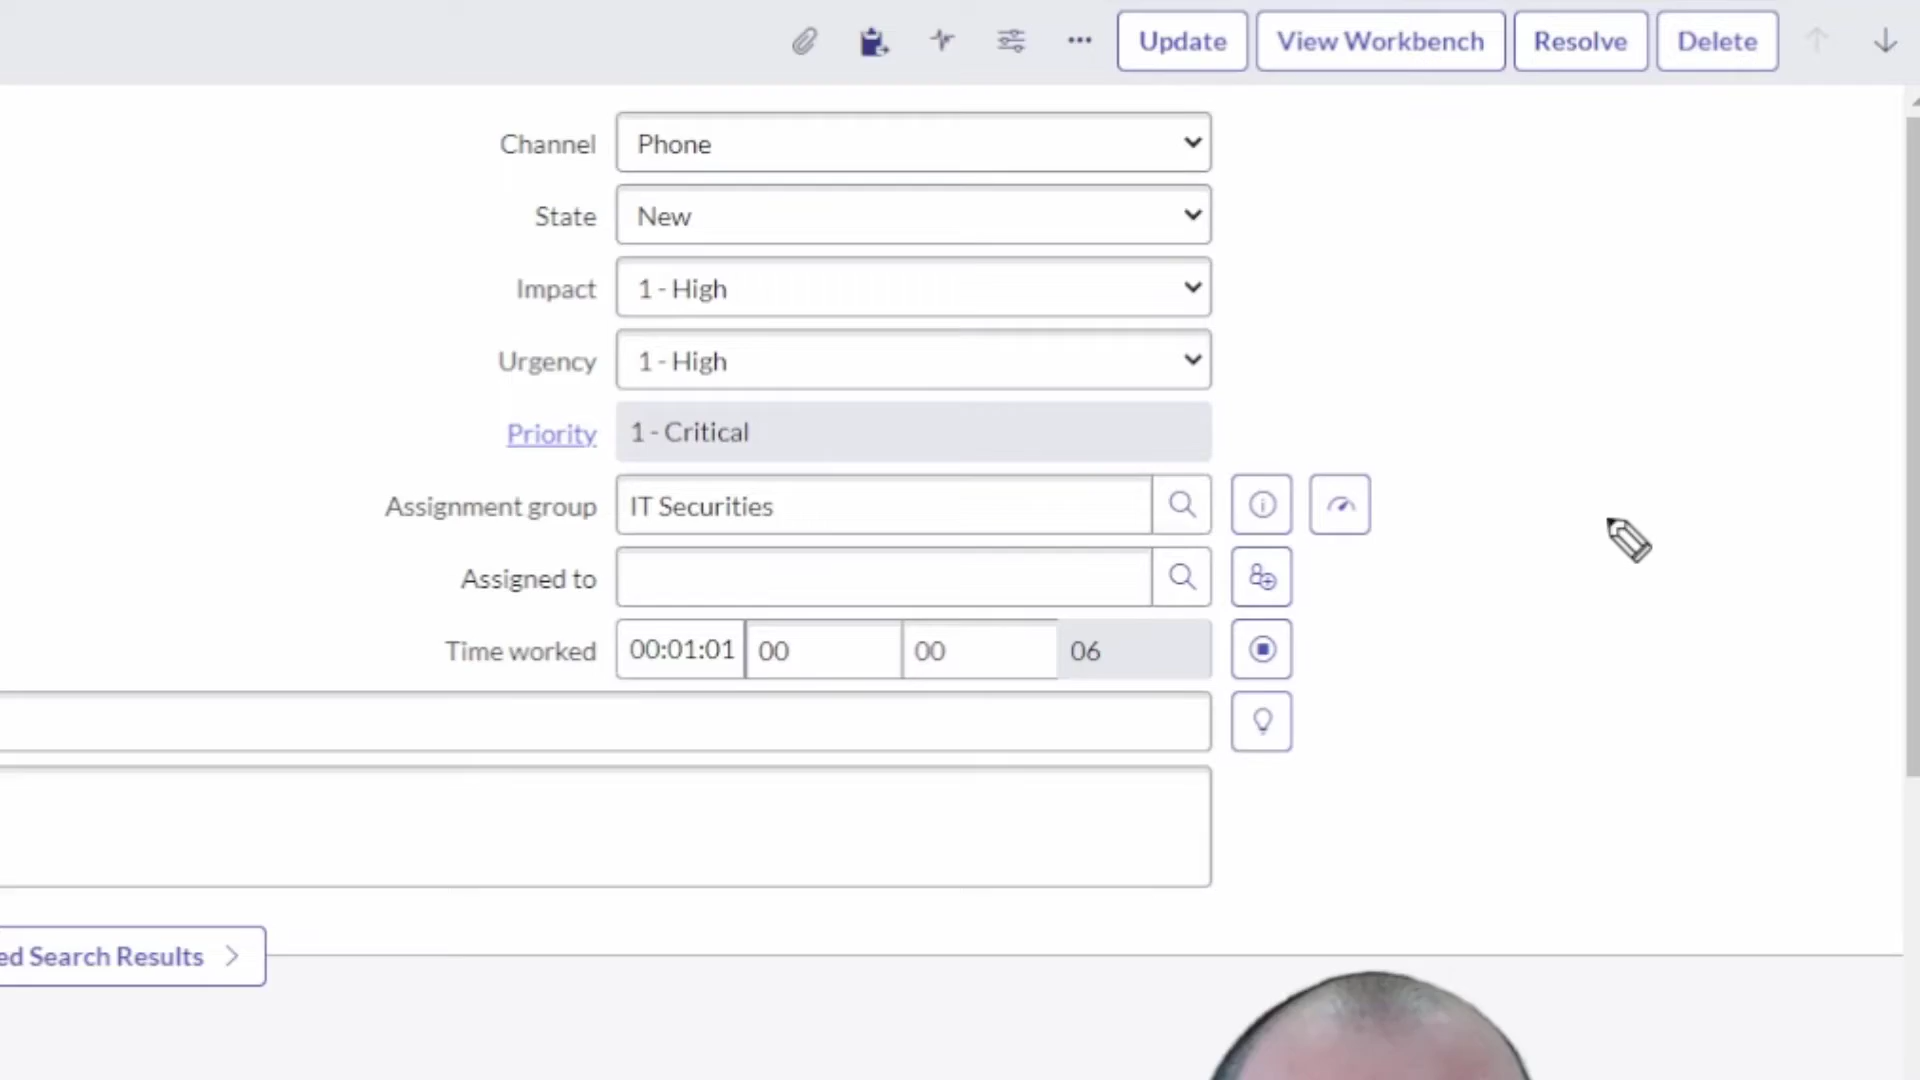 Update View Workbench Resolve Delete
Channel Phone
State New
Impact 1 - High
Urgency 1 - High
Priority 1 - Critical
Assignment group IT Securities
Assigned to
Time worked 00:01:01 00 00 06
ed Search Results